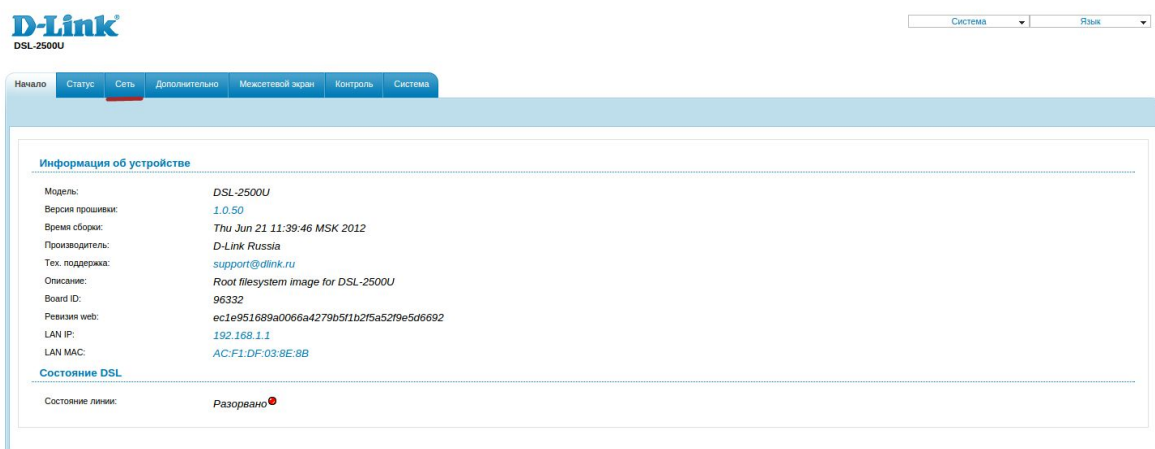 D-Link®
DSL-2500U
Система Язык
Начало Статус Сеть Дополнительно Межсетевой экран Контроль Система
Информация об устройстве
Модель: DSL-2500U
Версия прошивки: 1.0.50
Время сборки: Thu Jun 21 11:39:46 MSK 2012
Производитель: D-Link Russia
Тех. поддержка: support@dlink.ru
Описание: Root filesystem image for DSL-2500U
Board ID: 96332
Ревизия web: ec1e951689a0066a4279b5f1b2f5a52f9e5d6692
LAN IP: 192.168.1.1
LAN MAC: AC:F1:DF:03:8E:8B
Состояние DSL
Состояние линии: Разорвано